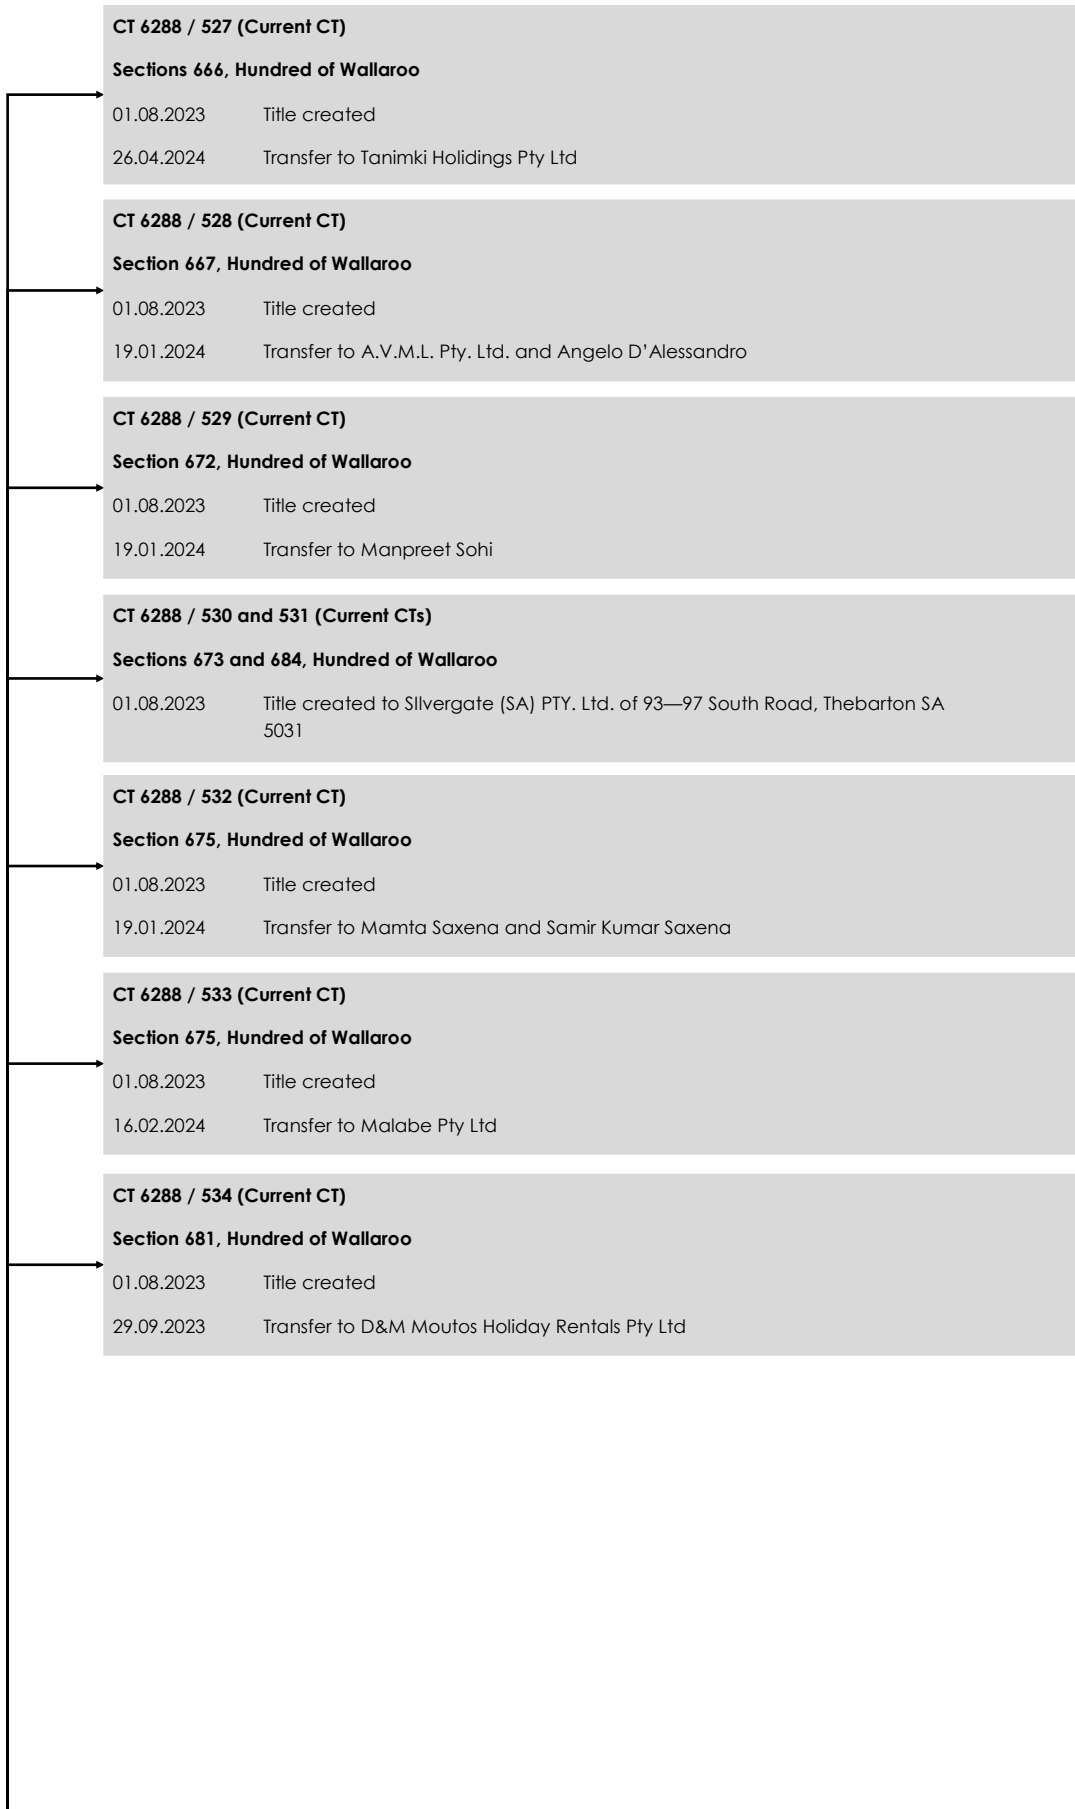 CT 6288 / 527 (Current CT)
Sections 666, Hundred of Wallaroo
01.08.2023 Title created
26.04.2024 Transfer to Tanimki Holidings Pty Ltd
CT 6288 / 528 (Current CT)
Section 667, Hundred of Wallaroo
01.08.2023 Title created
19.01.2024 Transfer to A.V.M.L. Pty. Ltd. and Angelo D’Alessandro
CT 6288 / 529 (Current CT)
Section 672, Hundred of Wallaroo
01.08.2023 Title created
19.01.2024 Transfer to Manpreet Sohi
CT 6288 / 530 and 531 (Current CTs)
Sections 673 and 684, Hundred of Wallaroo
01.08.2023 Title created to SIlvergate (SA) PTY. Ltd. of 93—97 South Road, Thebarton SA
5031
CT 6288 / 532 (Current CT)
Section 675, Hundred of Wallaroo
01.08.2023 Title created
19.01.2024 Transfer to Mamta Saxena and Samir Kumar Saxena
CT 6288 / 533 (Current CT)
Section 675, Hundred of Wallaroo
01.08.2023 Title created
16.02.2024 Transfer to Malabe Pty Ltd
CT 6288 / 534 (Current CT)
Section 681, Hundred of Wallaroo
01.08.2023 Title created
29.09.2023 Transfer to D&M Moutos Holiday Rentals Pty Ltd